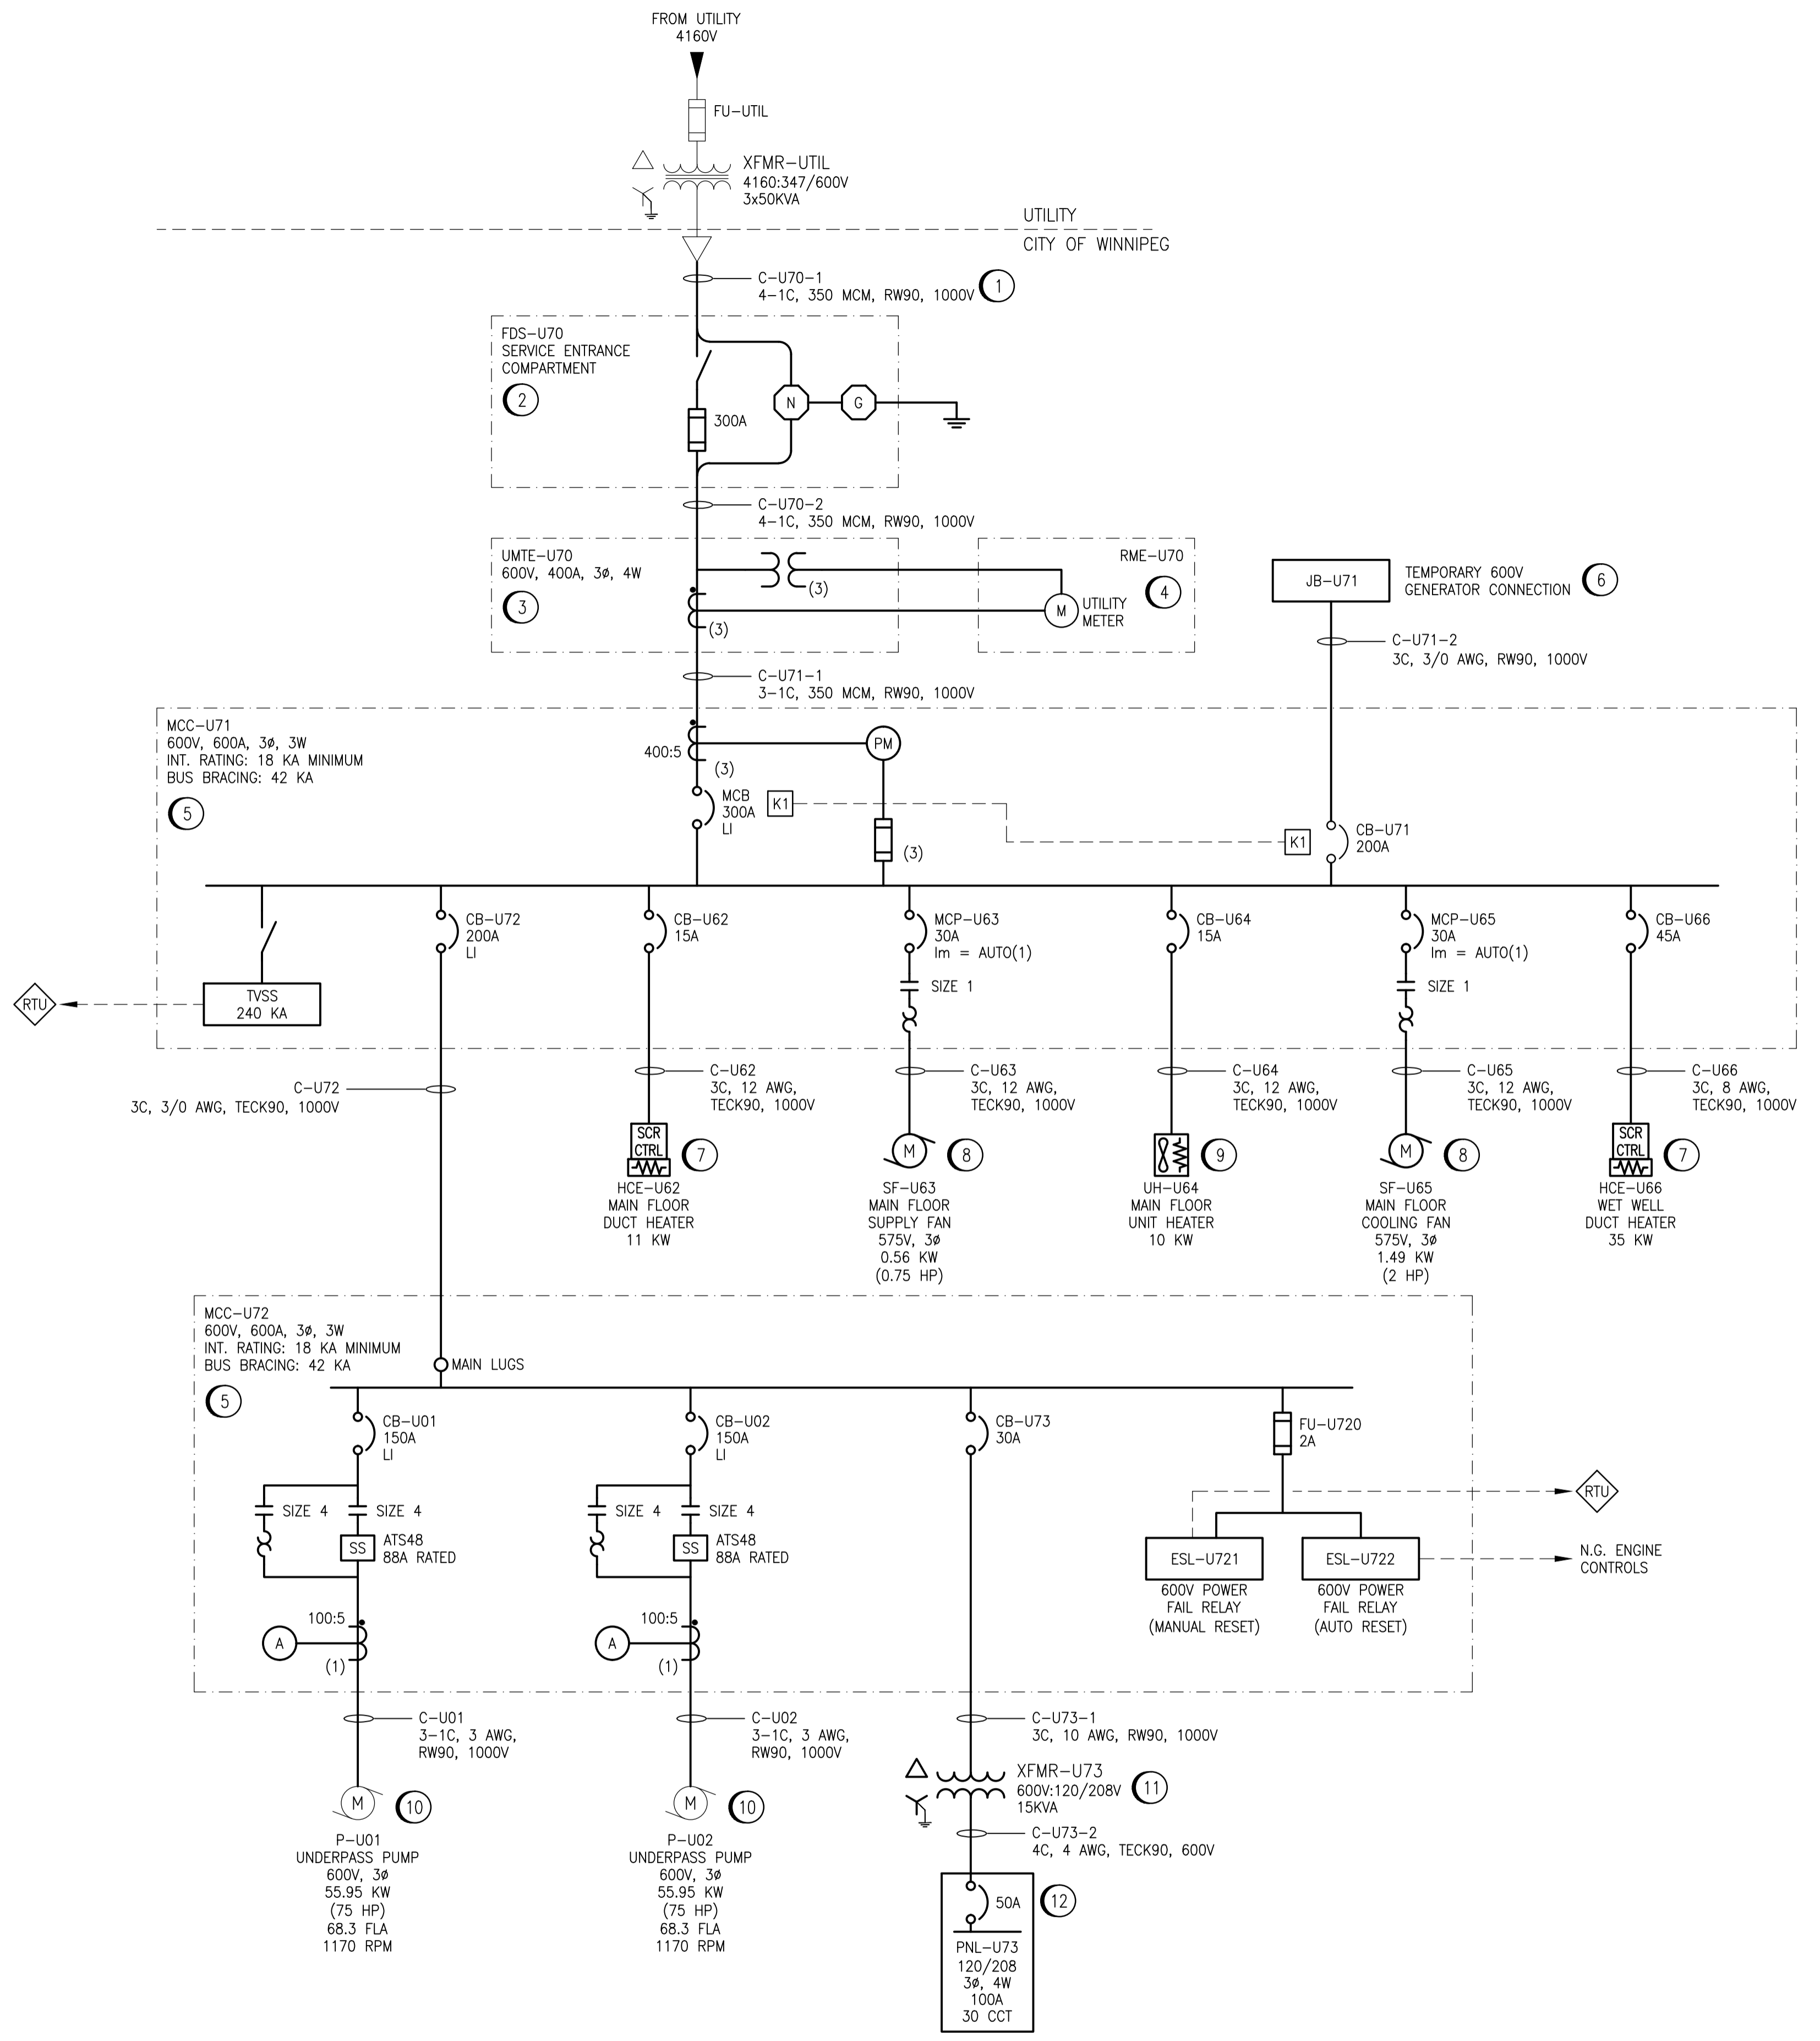 FROM UTILITY
4160V
FU-UTIL
XFMR-UTIL
4160:347/600V
3x50KVA
UTILITY
CITY OF WINNIPEG
C-U70-1
4-1C, 350 MCM, RW90, 1000V
1
FDS-U70
SERVICE ENTRANCE
COMPARTMENT
2
300A
N
G
C-U70-2
4-1C, 350 MCM, RW90, 1000V
UMTE-U70
600V, 400A, 3ø, 4W
3
(3)
(3)
RME-U70
4
M
UTILITY
METER
JB-U71
TEMPORARY 600V
GENERATOR CONNECTION
6
C-U71-2
3C, 3/0 AWG, RW90, 1000V
C-U71-1
3-1C, 350 MCM, RW90, 1000V
MCC-U71
600V, 600A, 3ø, 3W
INT. RATING: 18 KA MINIMUM
BUS BRACING: 42 KA
5
400:5
(3)
PM
MCB
300A
LI
K1
(3)
K1
CB-U71
200A
CB-U72
200A
LI
CB-U62
15A
MCP-U63
30A
Im = AUTO(1)
SIZE 1
CB-U64
15A
MCP-U65
30A
Im = AUTO(1)
SIZE 1
CB-U66
45A
RTU
TVSS
240 KA
C-U72
3C, 3/0 AWG, TECK90, 1000V
C-U62
3C, 12 AWG,
TECK90, 1000V
C-U63
3C, 12 AWG,
TECK90, 1000V
C-U64
3C, 12 AWG,
TECK90, 1000V
C-U65
3C, 12 AWG,
TECK90, 1000V
C-U66
3C, 8 AWG,
TECK90, 1000V
SCR
CTRL
7
HCE-U62
MAIN FLOOR
DUCT HEATER
11 KW
M
8
SF-U63
MAIN FLOOR
SUPPLY FAN
575V, 3ø
0.56 KW
(0.75 HP)
9
UH-U64
MAIN FLOOR
UNIT HEATER
10 KW
M
8
SF-U65
MAIN FLOOR
COOLING FAN
575V, 3ø
1.49 KW
(2 HP)
SCR
CTRL
7
HCE-U66
WET WELL
DUCT HEATER
35 KW
MCC-U72
600V, 600A, 3ø, 3W
INT. RATING: 18 KA MINIMUM
BUS BRACING: 42 KA
5
MAIN LUGS
CB-U01
150A
LI
SIZE 4
SIZE 4
SS
ATS48
88A RATED
100:5
A
(1)
CB-U02
150A
LI
SIZE 4
SIZE 4
SS
ATS48
88A RATED
100:5
A
(1)
CB-U73
30A
FU-U720
2A
RTU
ESL-U721
600V POWER
FAIL RELAY
(MANUAL RESET)
ESL-U722
600V POWER
FAIL RELAY
(AUTO RESET)
N.G. ENGINE
CONTROLS
C-U01
3-1C, 3 AWG,
RW90, 1000V
M
10
P-U01
UNDERPASS PUMP
600V, 3ø
55.95 KW
(75 HP)
68.3 FLA
1170 RPM
C-U02
3-1C, 3 AWG,
RW90, 1000V
M
10
P-U02
UNDERPASS PUMP
600V, 3ø
55.95 KW
(75 HP)
68.3 FLA
1170 RPM
C-U73-1
3C, 10 AWG, RW90, 1000V
XFMR-U73
600V:120/208V
15KVA
11
C-U73-2
4C, 4 AWG, TECK90, 600V
50A
12
PNL-U73
120/208
3ø, 4W
100A
30 CCT